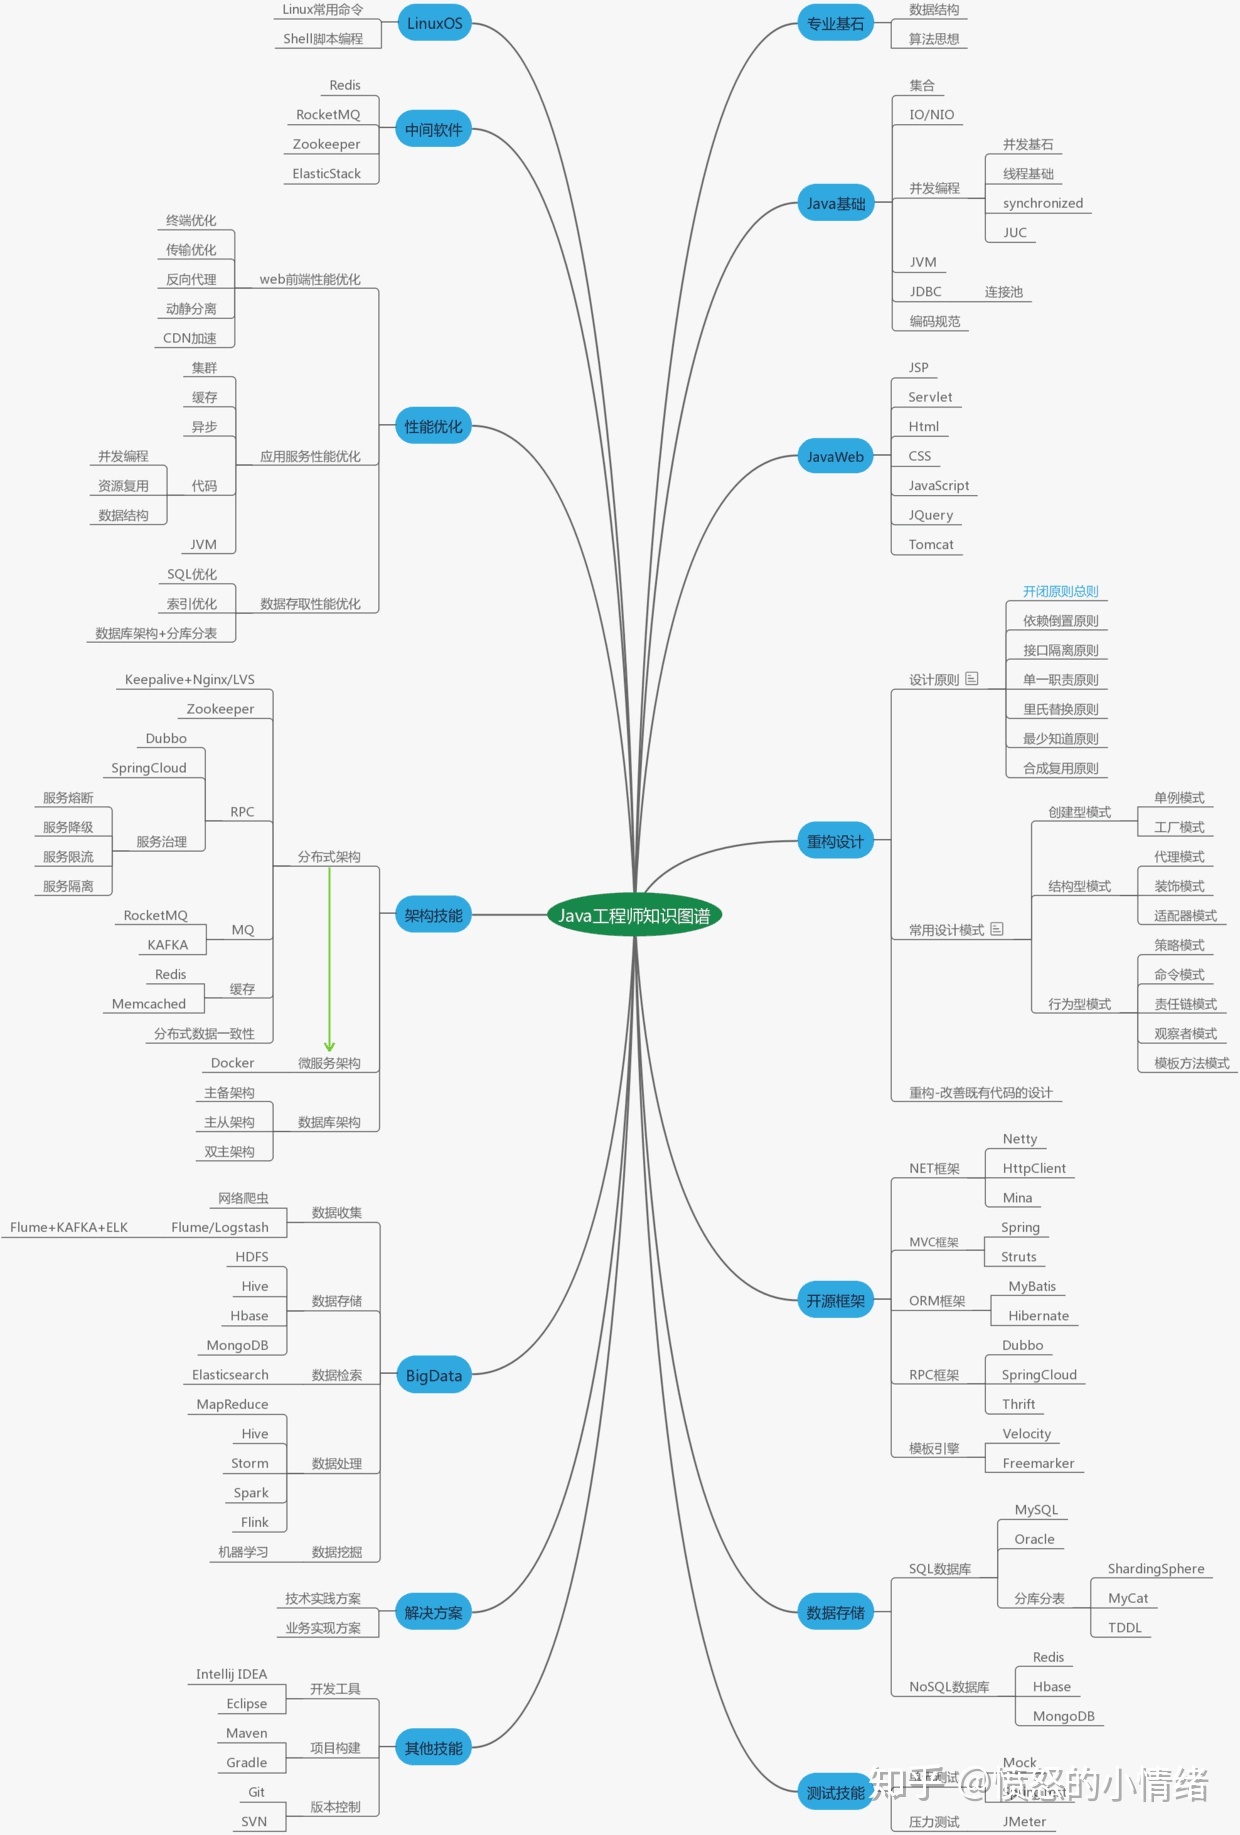 Java工程师知识图谱
专业基石
数据结构
算法思想
Java基础
集合
IO/NIO
并发编程
并发基石
线程基础
synchronized
JUC
JVM
JDBC
连接池
编码规范
JavaWeb
JSP
Servlet
Html
CSS
JavaScript
JQuery
Tomcat
重构设计
设计原则
开闭原则总则
依赖倒置原则
接口隔离原则
单一职责原则
里氏替换原则
最少知道原则
合成复用原则
常用设计模式
创建型模式
单例模式
工厂模式
结构型模式
代理模式
装饰模式
适配器模式
行为型模式
策略模式
命令模式
责任链模式
观察者模式
模板方法模式
重构-改善既有代码的设计
开源框架
NET框架
Netty
HttpClient
Mina
MVC框架
Spring
Struts
ORM框架
MyBatis
Hibernate
RPC框架
Dubbo
SpringCloud
Thrift
模板引擎
Velocity
Freemarker
数据存储
SQL数据库
MySQL
Oracle
分库分表
ShardingSphere
MyCat
TDDL
NoSQL数据库
Redis
Hbase
MongoDB
测试技能
测试
Mock
压力测试
JMeter
LinuxOS
Linux常用命令
Shell脚本编程
中间软件
Redis
RocketMQ
Zookeeper
ElasticStack
性能优化
web前端性能优化
终端优化
传输优化
反向代理
动静分离
CDN加速
应用服务性能优化
集群
缓存
异步
代码
并发编程
资源复用
数据结构
JVM
数据存取性能优化
SQL优化
索引优化
数据库架构+分库分表
架构技能
分布式架构
Keepalive+Nginx/LVS
Zookeeper
RPC
Dubbo
SpringCloud
服务治理
服务熔断
服务降级
服务限流
服务隔离
MQ
RocketMQ
KAFKA
缓存
Redis
Memcached
分布式数据一致性
微服务架构
Docker
数据库架构
主备架构
主从架构
双主架构
BigData
数据收集
网络爬虫
Flume/Logstash
Flume+KAFKA+ELK
数据存储
HDFS
Hive
Hbase
MongoDB
数据检索
Elasticsearch
数据处理
MapReduce
Hive
Storm
Spark
Flink
数据挖掘
机器学习
解决方案
技术实践方案
业务实现方案
其他技能
开发工具
Intellij IDEA
Eclipse
项目构建
Maven
Gradle
版本控制
Git
SVN
知乎 @愤怒的小情绪